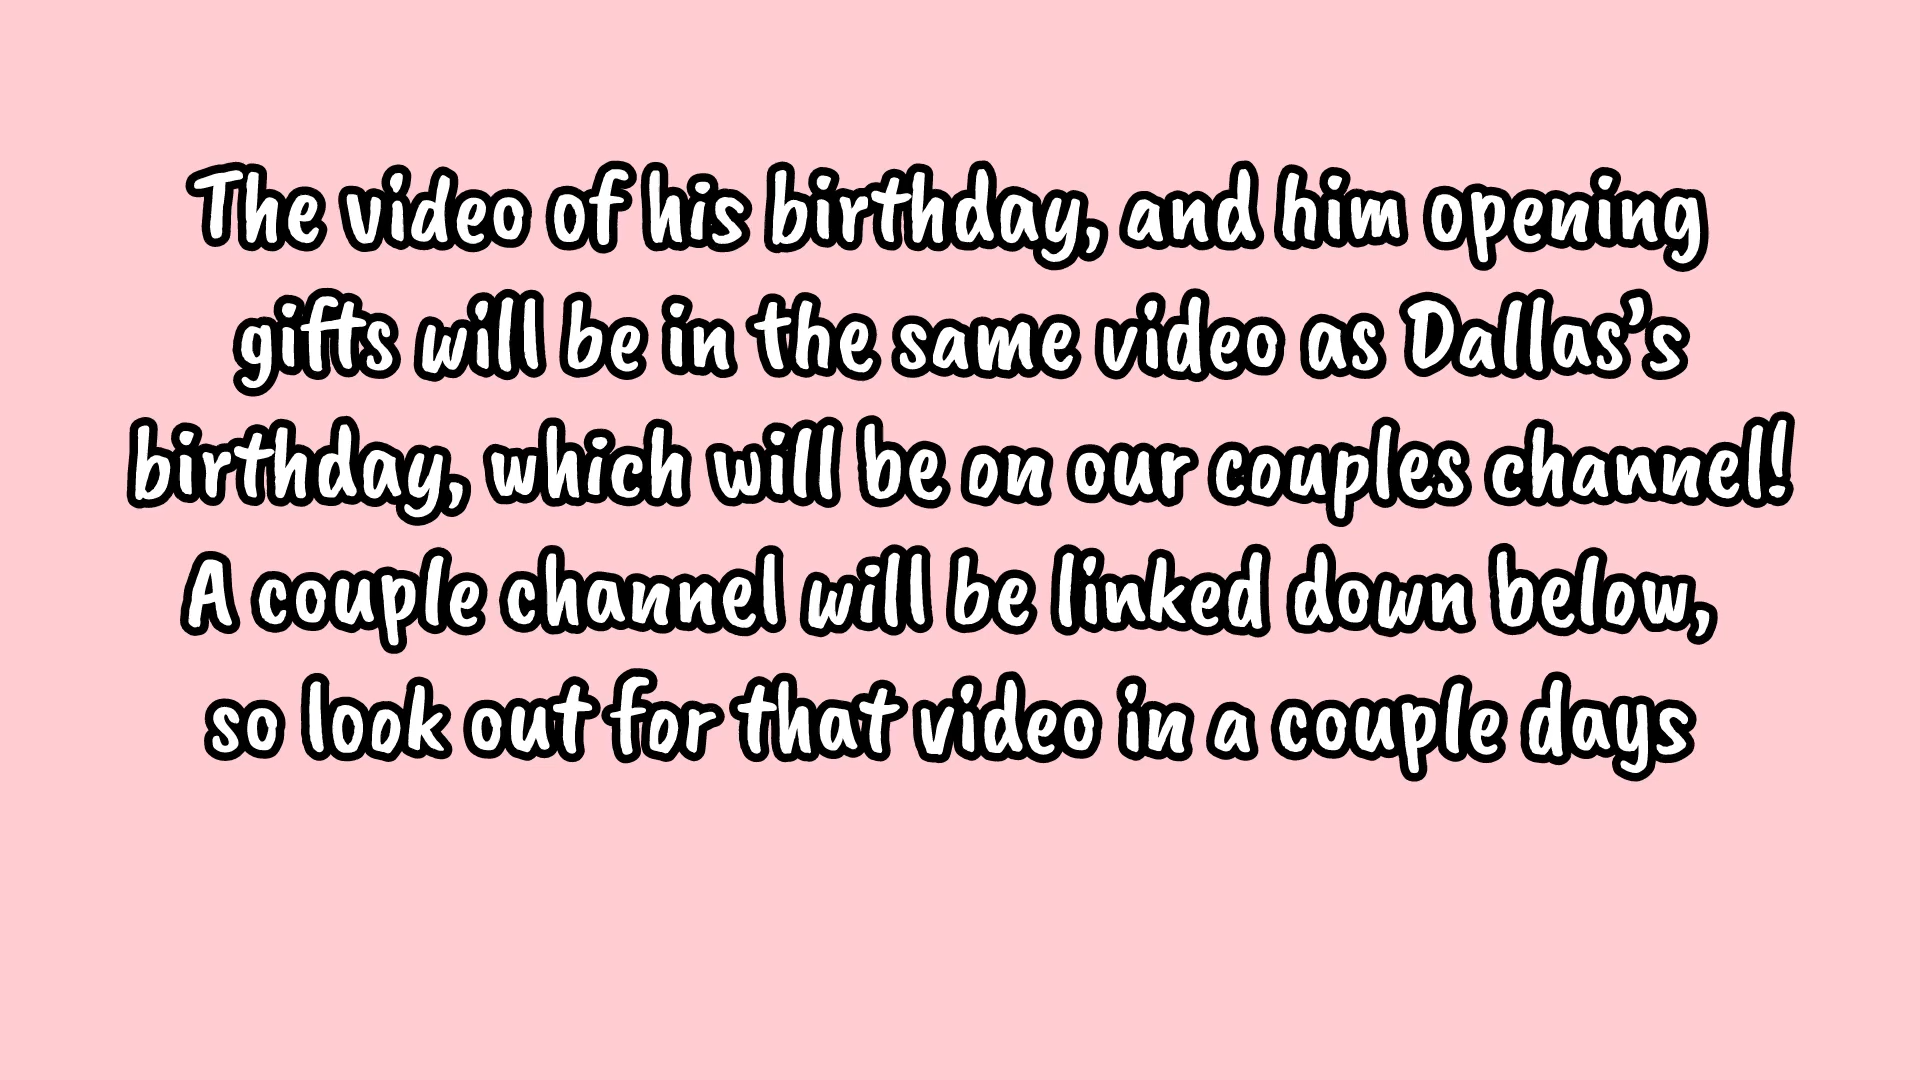 The video of his birthday, and him opening
gifts will be in the same video as Dallas’s
birthday, which will be on our couples channel!
A couple channel will be linked down below,
so look out for that video in a couple days